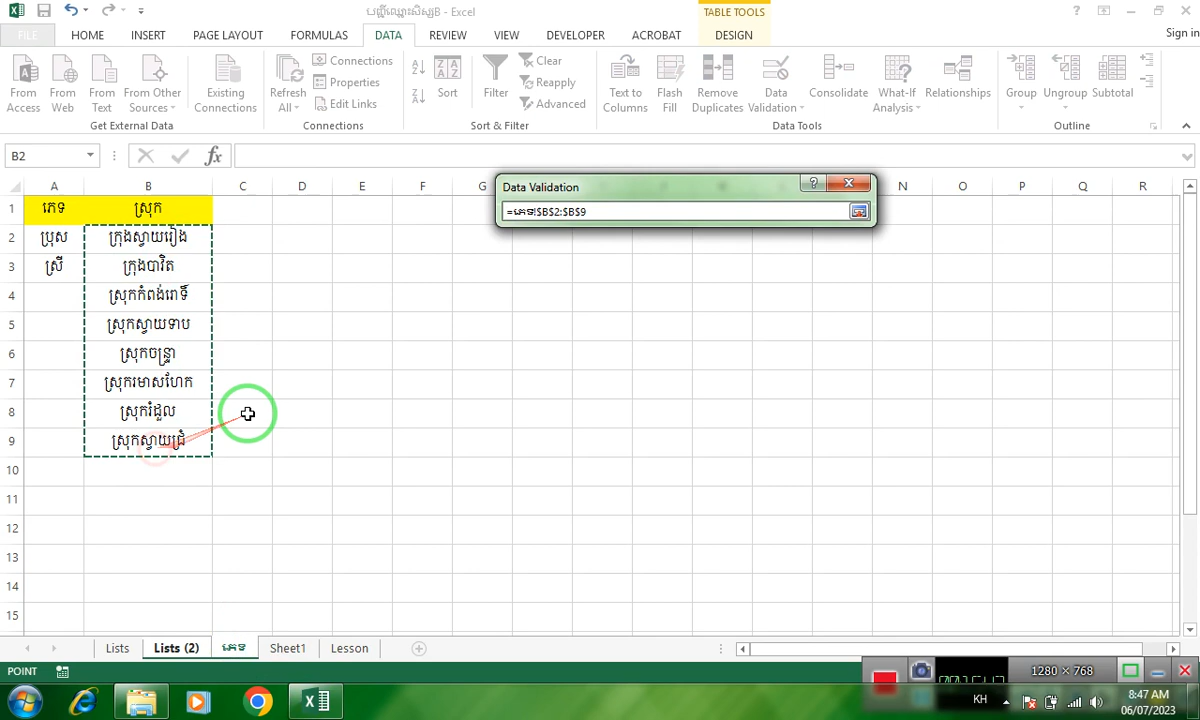 បញ្ជីឈ្មោះសិស្សB - Excel
TABLE TOOLS
Sign in
FILE HOME INSERT PAGE LAYOUT FORMULAS DATA REVIEW VIEW DEVELOPER ACROBAT DESIGN
From Access
From Web
From Text
From Other Sources
Existing Connections
Refresh All
Connections
Properties
Edit Links
Sort
Filter
Clear
Reapply
Advanced
Text to Columns
Flash Fill
Remove Duplicates
Data Validation
Consolidate
What-If Analysis
Relationships
Group
Ungroup
Subtotal
Get External Data
Connections
Sort & Filter
Data Tools
Outline
B2
fx
Data Validation
=ភេទ!$B$2:$B$9
A B C D E F G N O P Q R
1 ភេទ ស្រុក
2 ប្រុស ក្រុងស្វាយរៀង
3 ស្រី ក្រុងបាវិត
4 ស្រុកកំពង់រោទិ៍
5 ស្រុកស្វាយទាប
6 ស្រុកចន្ទ្រា
7 ស្រុករមាសហែក
8 ស្រុករំដួល
9 ស្រុកស្វាយជ្រំ
10
11
12
13
14
15
Lists Lists (2) ភេទ Sheet1 Lesson
POINT
1280 × 768
KH
8:47 AM
06/07/2023